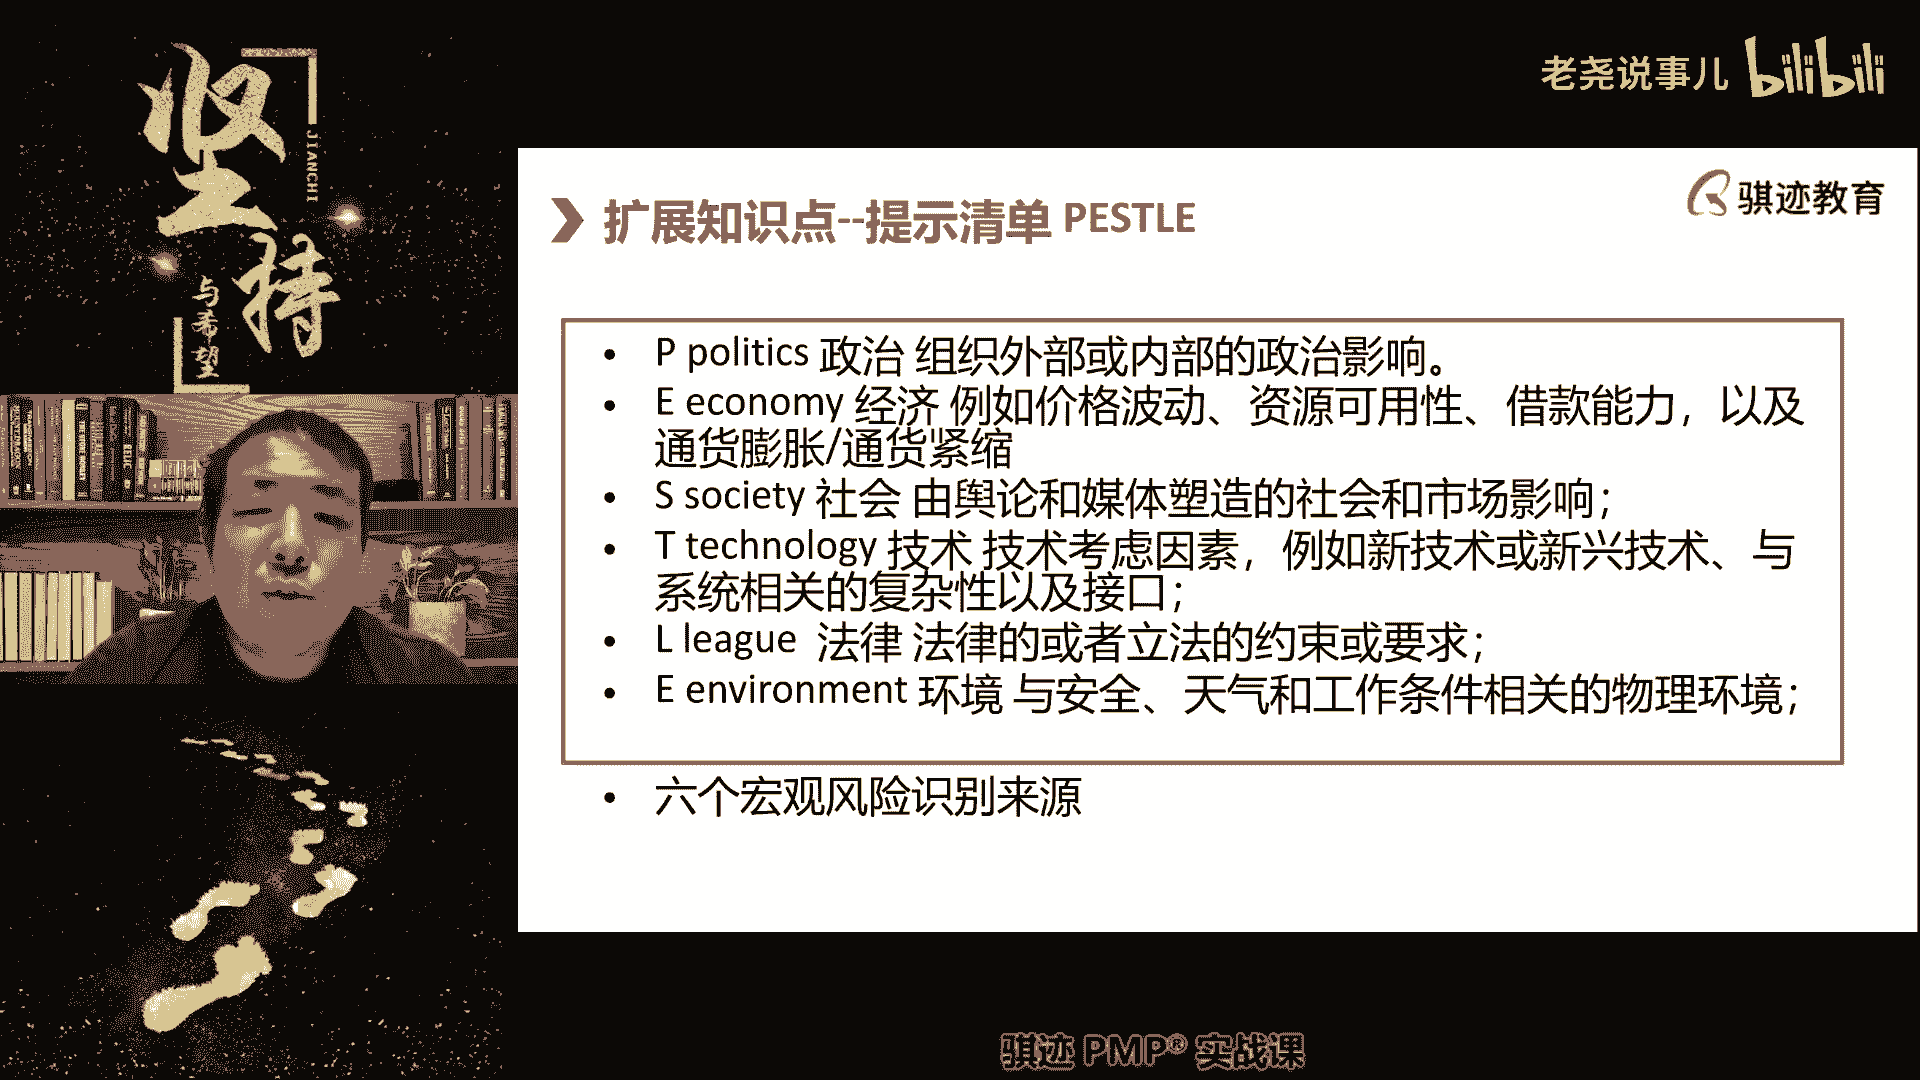 坚持
JIANCHI
与希望
老尧说事儿 bilibili
骐迹教育
扩展知识点--提示清单 PESTLE
• P politics 政治 组织外部或内部的政治影响。
• E economy 经济 例如价格波动、资源可用性、借款能力，以及
通货膨胀/通货紧缩
• S society 社会 由舆论和媒体塑造的社会和市场影响；
• T technology 技术 技术考虑因素，例如新技术或新兴技术、与
系统相关的复杂性以及接口；
• L league 法律 法律的或者立法的约束或要求；
• E environment 环境 与安全、天气和工作条件相关的物理环境；
• 六个宏观风险识别来源
骐迹 PMP® 实战课